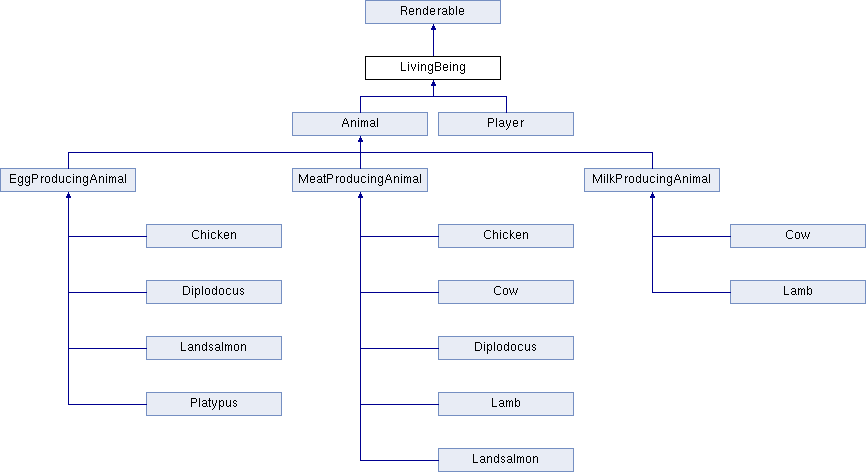 Renderable
LivingBeing
Animal
Player
EggProducingAnimal
MeatProducingAnimal
MilkProducingAnimal
Chicken
Chicken
Cow
Diplodocus
Cow
Lamb
Landsalmon
Diplodocus
Platypus
Lamb
Landsalmon